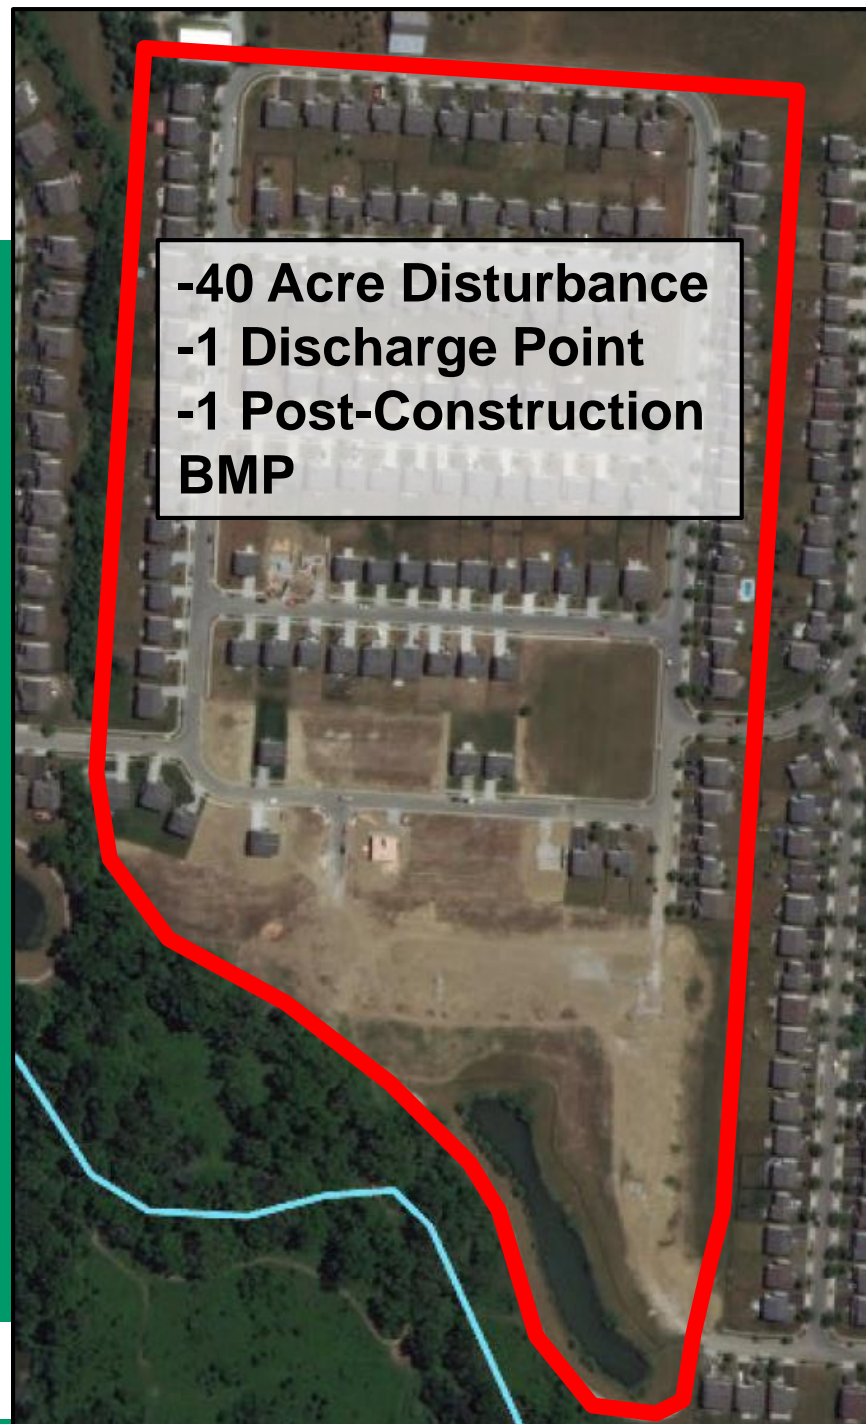 -40 Acre Disturbance
-1 Discharge Point
-1 Post-Construction
BMP